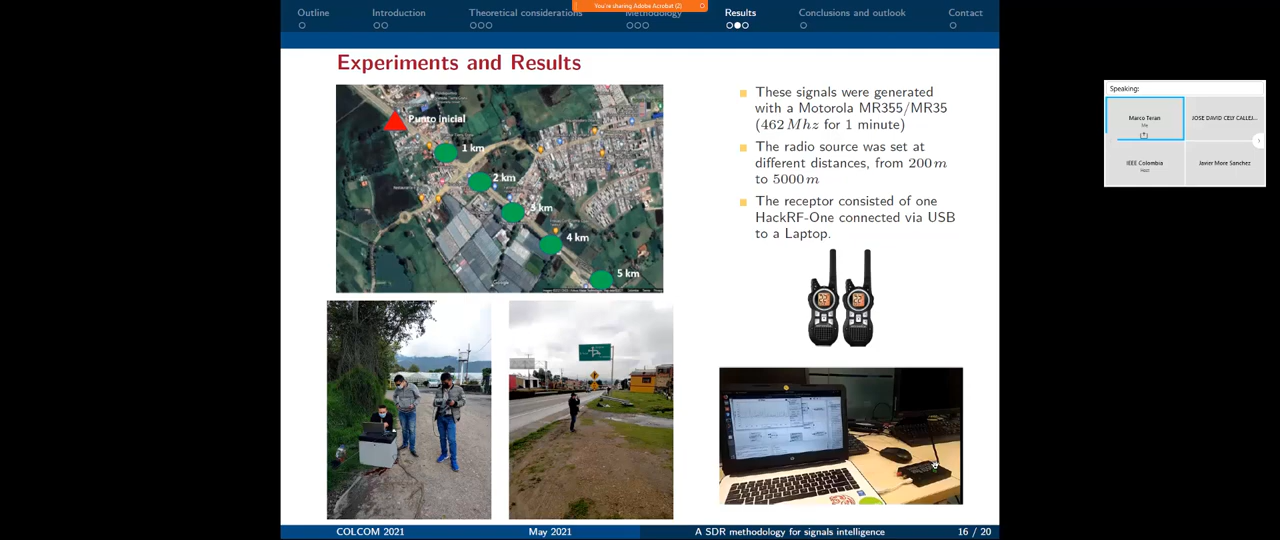 You're sharing Adobe Acrobat (2)
Outline Introduction Theoretical considerations Methodology Results Conclusions and outlook Contact
Experiments and Results
Punto inicial
1 km
2 km
3 km
4 km
5 km
Google
These signals were generated
with a Motorola MR355/MR35
(462 Mhz for 1 minute)
The radio source was set at
different distances, from 200 m
to 5000 m
The receptor consisted of one
HackRF-One connected via USB
to a Laptop.
COLCOM 2021 May 2021 A SDR methodology for signals intelligence 16 / 20
Speaking:
Marco Teran
Me
JOSE DAVID CELY CALLEJ...
IEEE Colombia
Host
Javier More Sanchez